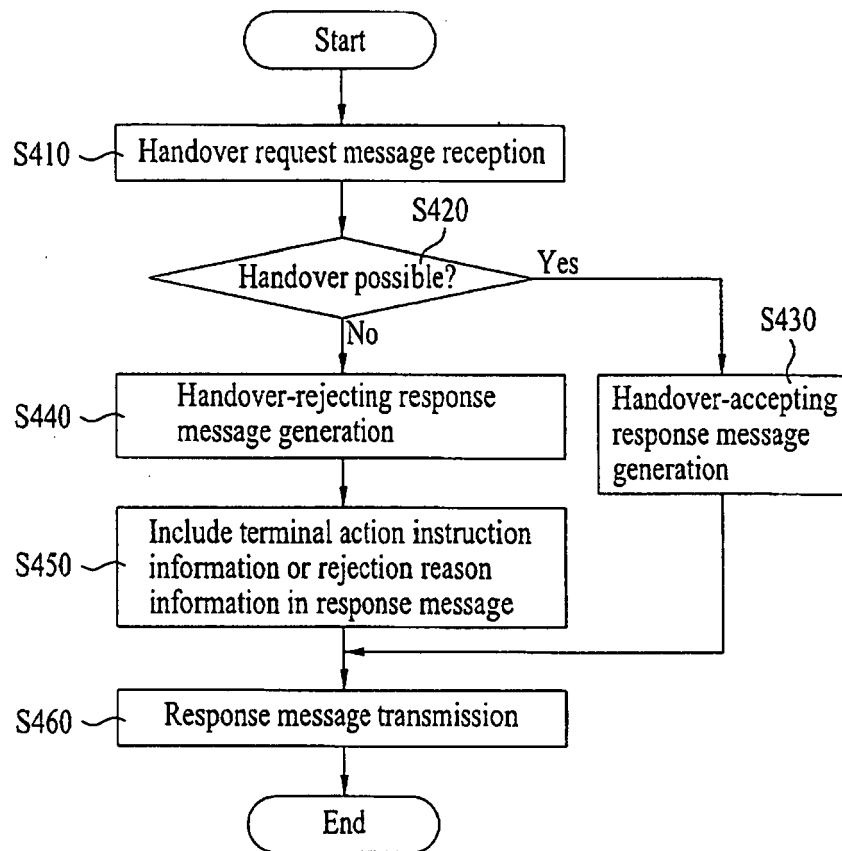 Start
S410
Handover request message reception
S420
Handover possible?
Yes
No
S430
S440
Handover-rejecting response
message generation
Handover-accepting
response message
generation
S450
Include terminal action instruction
information or rejection reason
information in response message
S460
Response message transmission
End